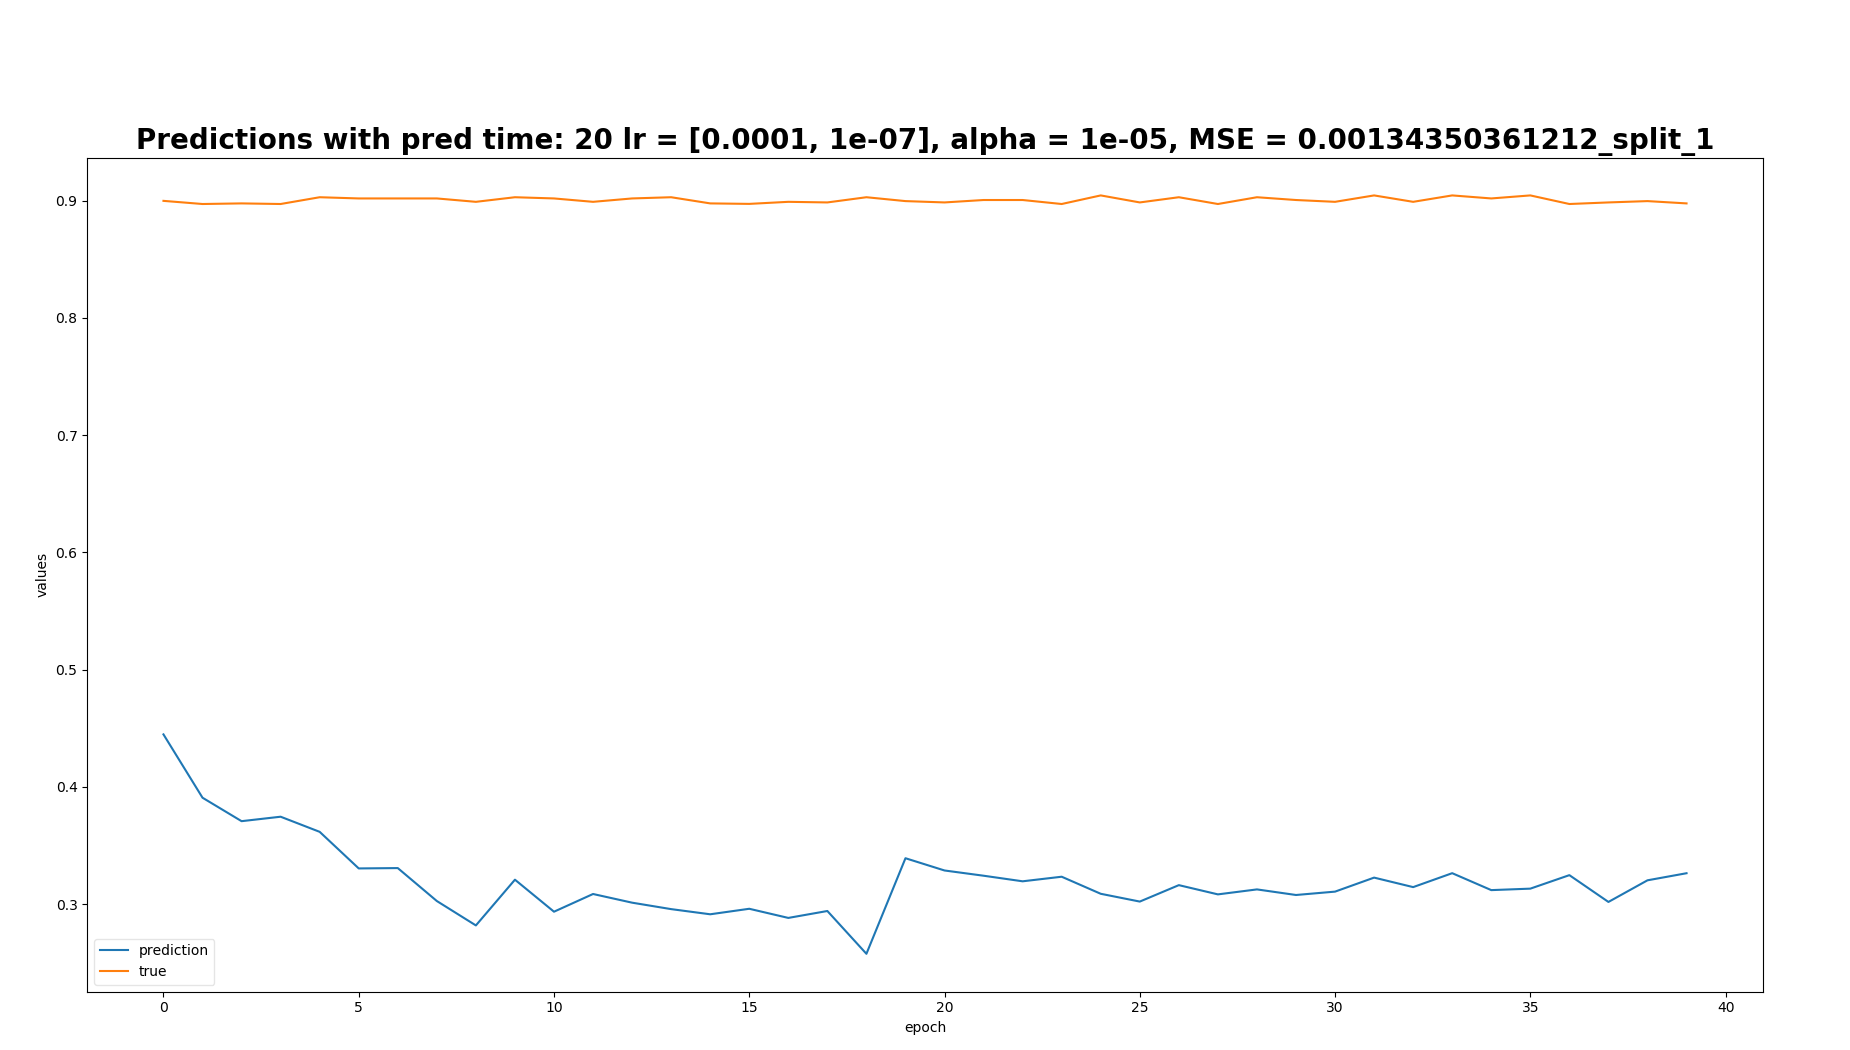 Predictions with pred time: 20 lr = [0.0001, 1e-07], alpha = 1e-05, MSE = 0.00134350361212_split_1
0.9
0.8
0.7
0.6
0.5
0.4
0.3
values
prediction
true
0 5 10 15 20 25 30 35 40
epoch